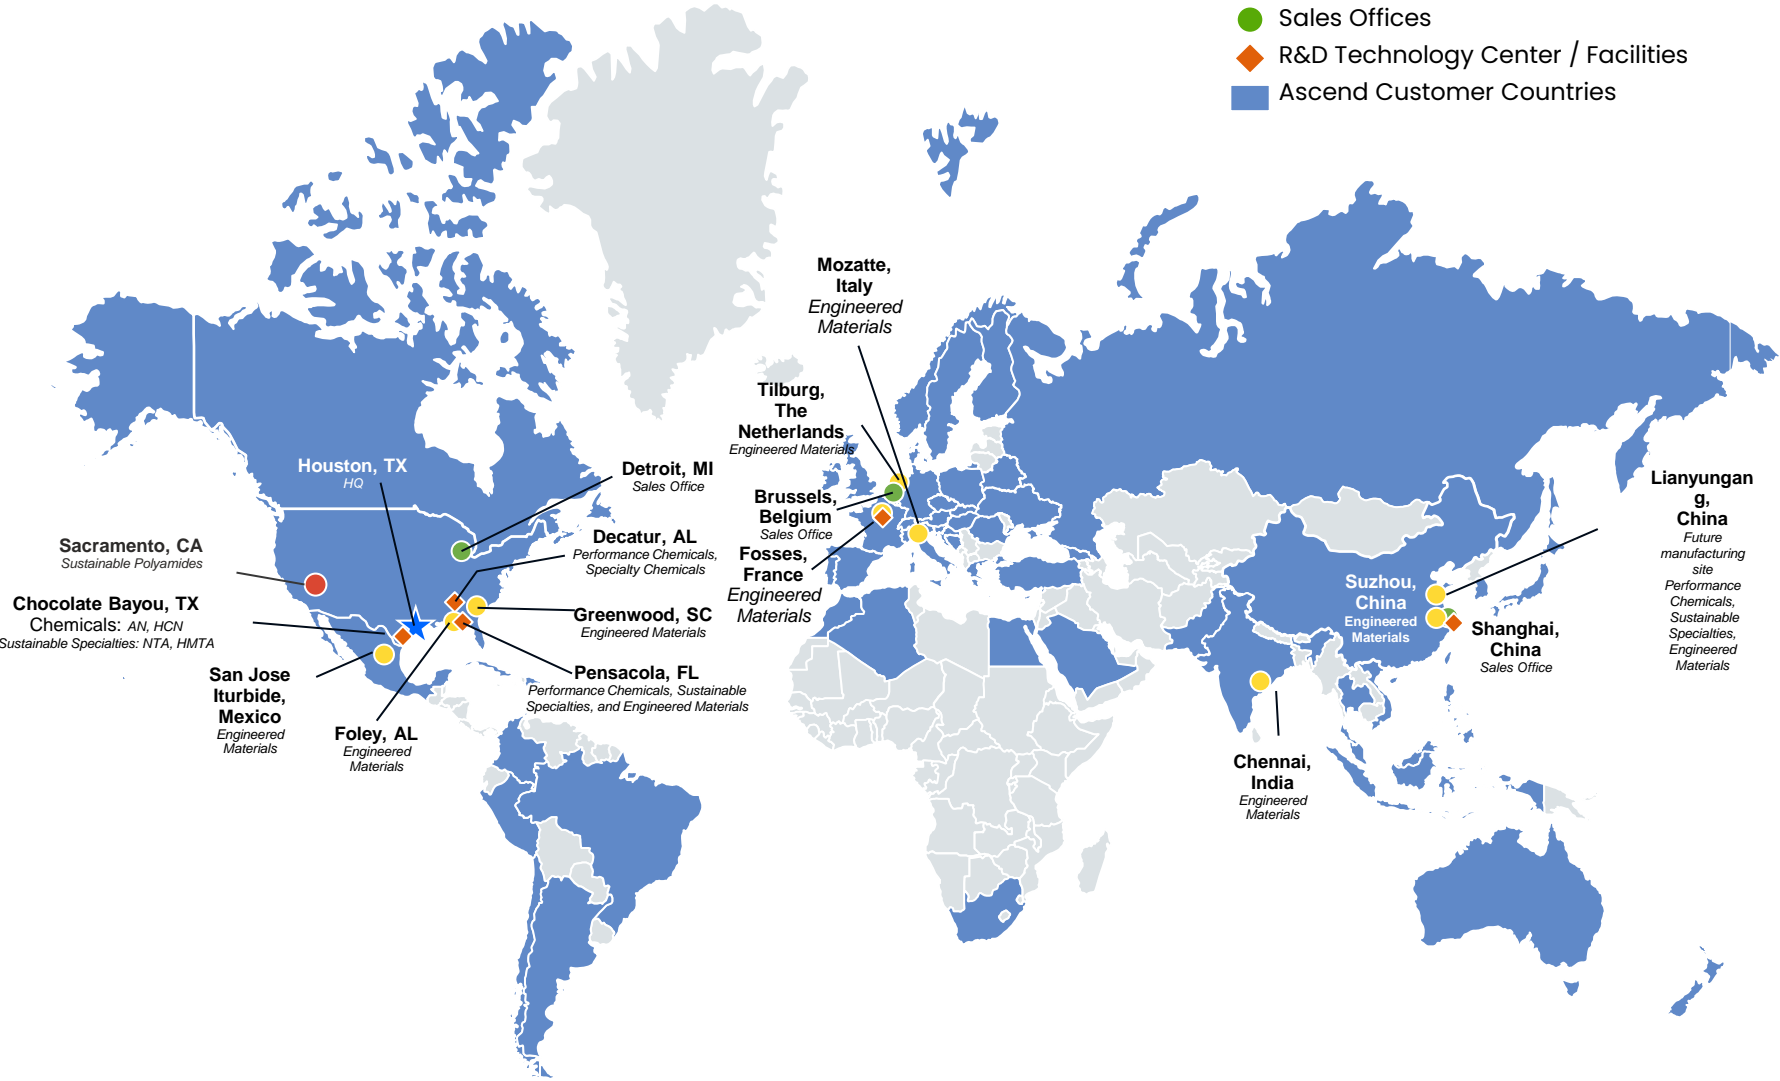 Sales Offices
R&D Technology Center / Facilities
Ascend Customer Countries
Mozatte,
Italy
Engineered
Materials
Tilburg,
The
Netherlands
Engineered Materials
Houston, TX
HQ
Detroit, MI
Sales Office
Brussels,
Belgium
Sales Office
Lianyungan
g,
China
Future
manufacturing
site
Performance
Chemicals,
Sustainable
Specialties,
Engineered
Materials
Sacramento, CA
Sustainable Polyamides
Decatur, AL
Performance Chemicals,
Specialty Chemicals
Fosses,
France
Engineered
Materials
Suzhou,
China
Engineered
Materials
Chocolate Bayou, TX
Chemicals: AN, HCN
Sustainable Specialties: NTA, HMTA
Greenwood, SC
Engineered Materials
Shanghai,
China
Sales Office
San Jose
Iturbide,
Mexico
Engineered
Materials
Pensacola, FL
Performance Chemicals, Sustainable
Specialties, and Engineered Materials
Foley, AL
Engineered
Materials
Chennai,
India
Engineered
Materials